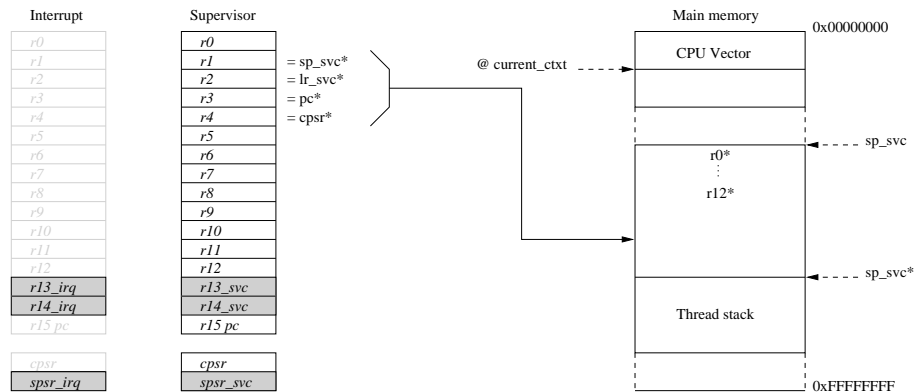 Interrupt
Supervisor
Main memory
0x00000000
r0
r1
r2
r3
r4
r5
r6
r7
r8
r9
r10
r11
r12
r13_irq
r14_irq
r15 pc
cpsr
spsr_irq
r0
r1
r2
r3
r4
r5
r6
r7
r8
r9
r10
r11
r12
r13_svc
r14_svc
r15 pc
cpsr
spsr_svc
= sp_svc*
= lr_svc*
= pc*
= cpsr*
@ current_ctxt
CPU Vector
sp_svc
r0*
r12*
sp_svc*
Thread stack
0xFFFFFFFF